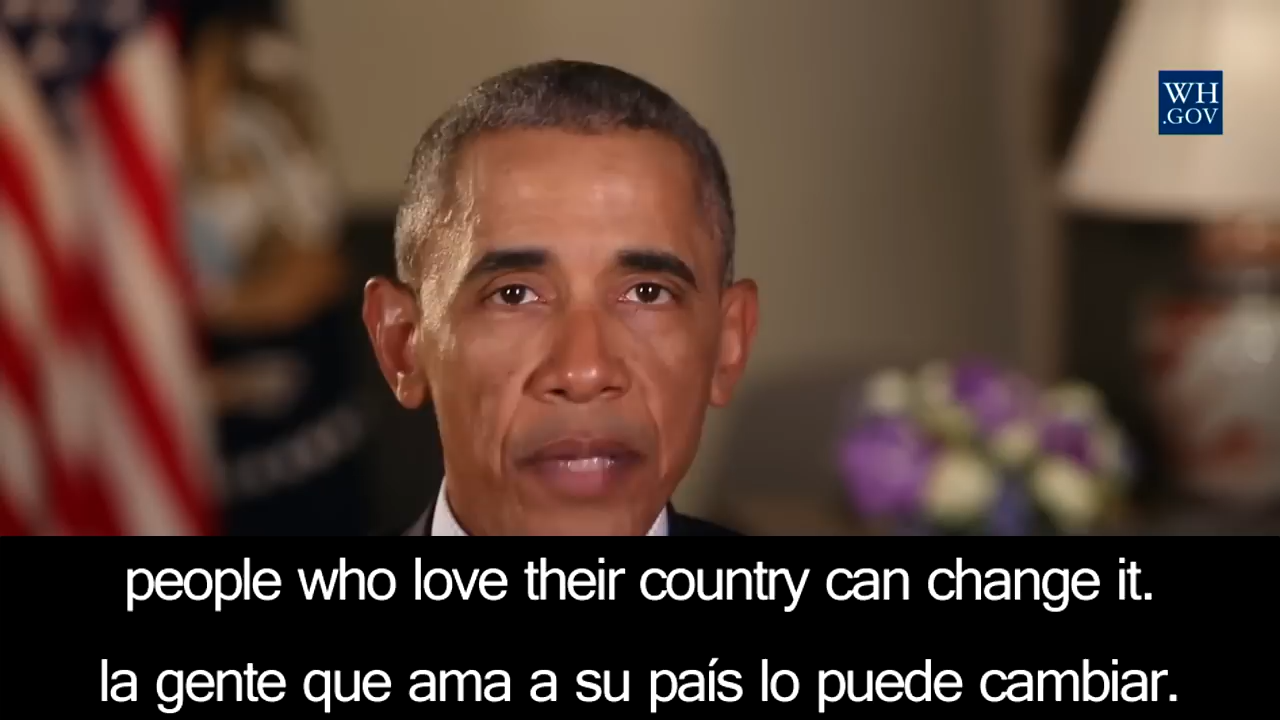 WH
.GOV
people who love their country can change it.
la gente que ama a su país lo puede cambiar.